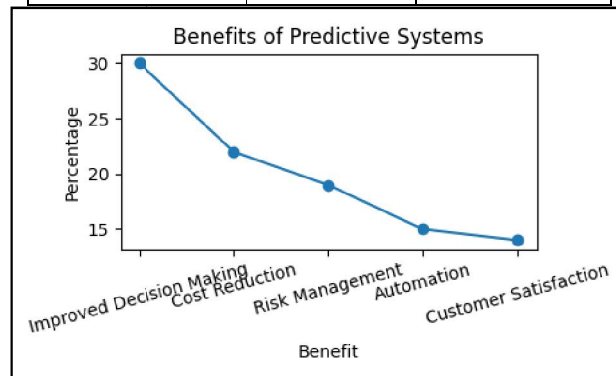 Benefits of Predictive Systems
30
25
20
15
Percentage
Improved Decision Making
Cost Reduction
Risk Management
Automation
Customer Satisfaction
Benefit